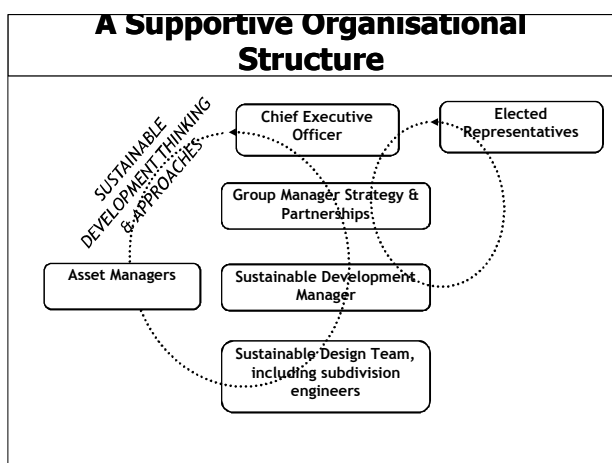 A Supportive Organisational
Structure
SUSTAINABLE
DEVELOPMENT THINKING
& APPROACHES
Chief Executive
Officer
Elected
Representatives
Group Manager Strategy &
Partnerships
Asset Managers
Sustainable Development
Manager
Sustainable Design Team,
including subdivision
engineers